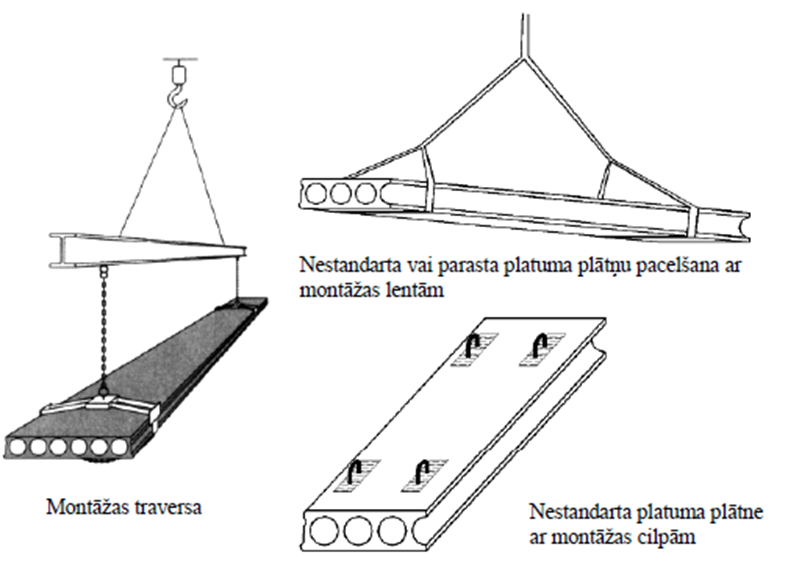 Nestandarta vai parasta platuma plātņu pacelšana ar
montāžas lentām
Montāžas traversa
Nestandarta platuma plātne
ar montāžas cilpām